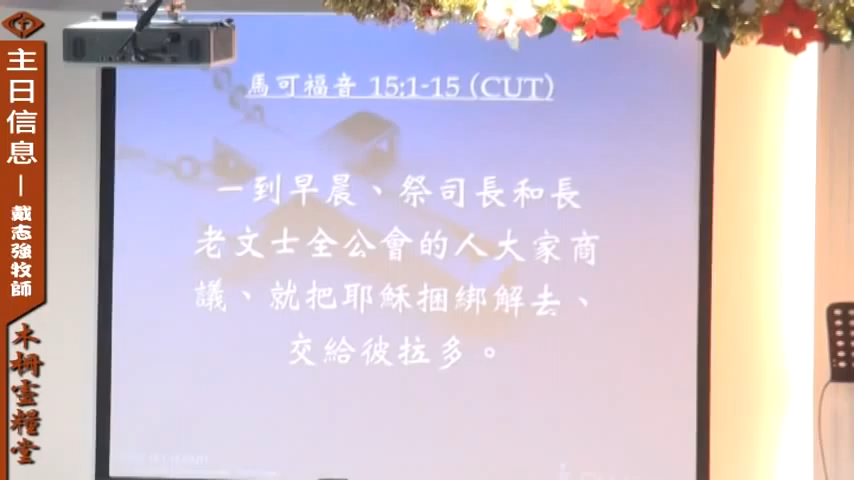 主日信息－戴志強牧師
木柵靈糧堂
馬可福音 15:1-15 (CUT)
一到早晨、祭司長和長
老文士全公會的人大家商
議、就把耶穌捆綁解去、
交給彼拉多。